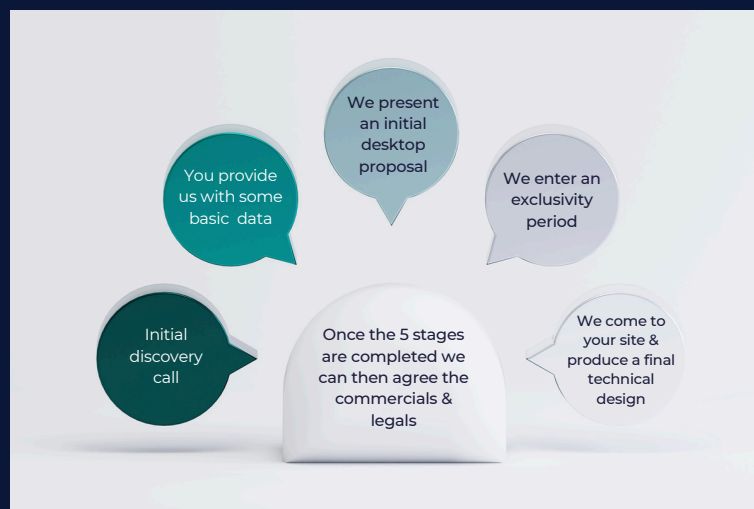 Initial
discovery
call
You provide
us with some
basic data
We present
an initial
desktop
proposal
We enter an
exclusivity
period
We come to
your site &
produce a final
technical
design
Once the 5 stages
are completed we
can then agree the
commercials &
legals